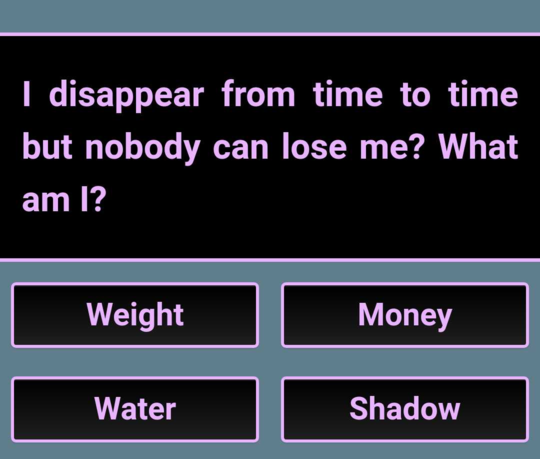 I disappear from time to time
but nobody can lose me? What
am I?
Weight
Money
Water
Shadow